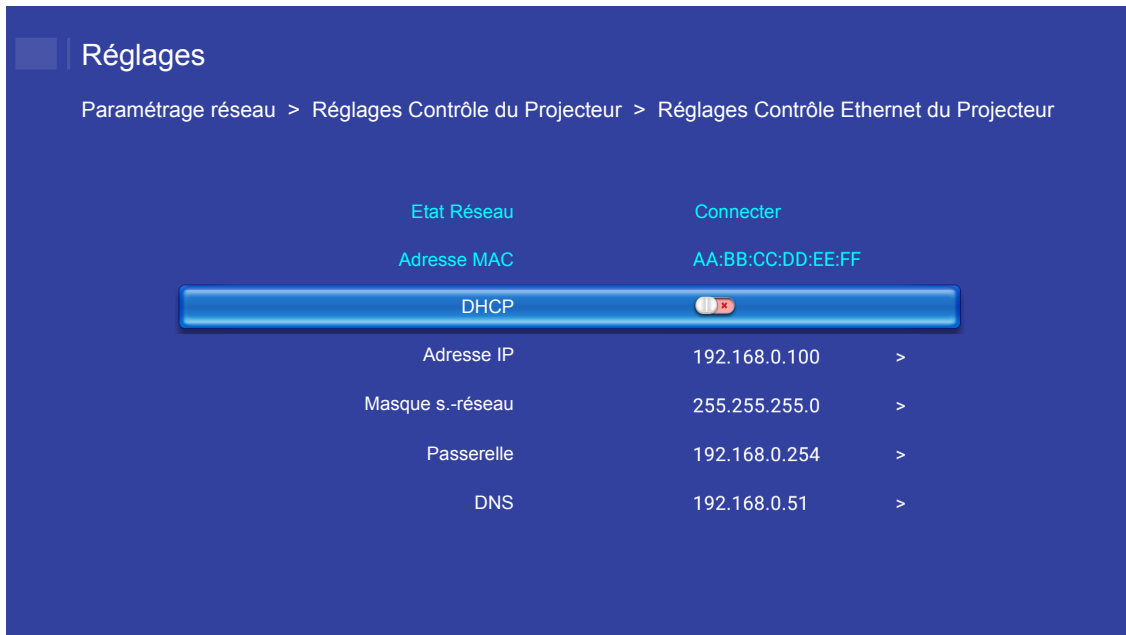 Réglages
Paramétrage réseau > Réglages Contrôle du Projecteur > Réglages Contrôle Ethernet du Projecteur
Etat Réseau Connecter
Adresse MAC AA:BB:CC:DD:EE:FF
DHCP
Adresse IP 192.168.0.100 >
Masque s.-réseau 255.255.255.0 >
Passerelle 192.168.0.254 >
DNS 192.168.0.51 >